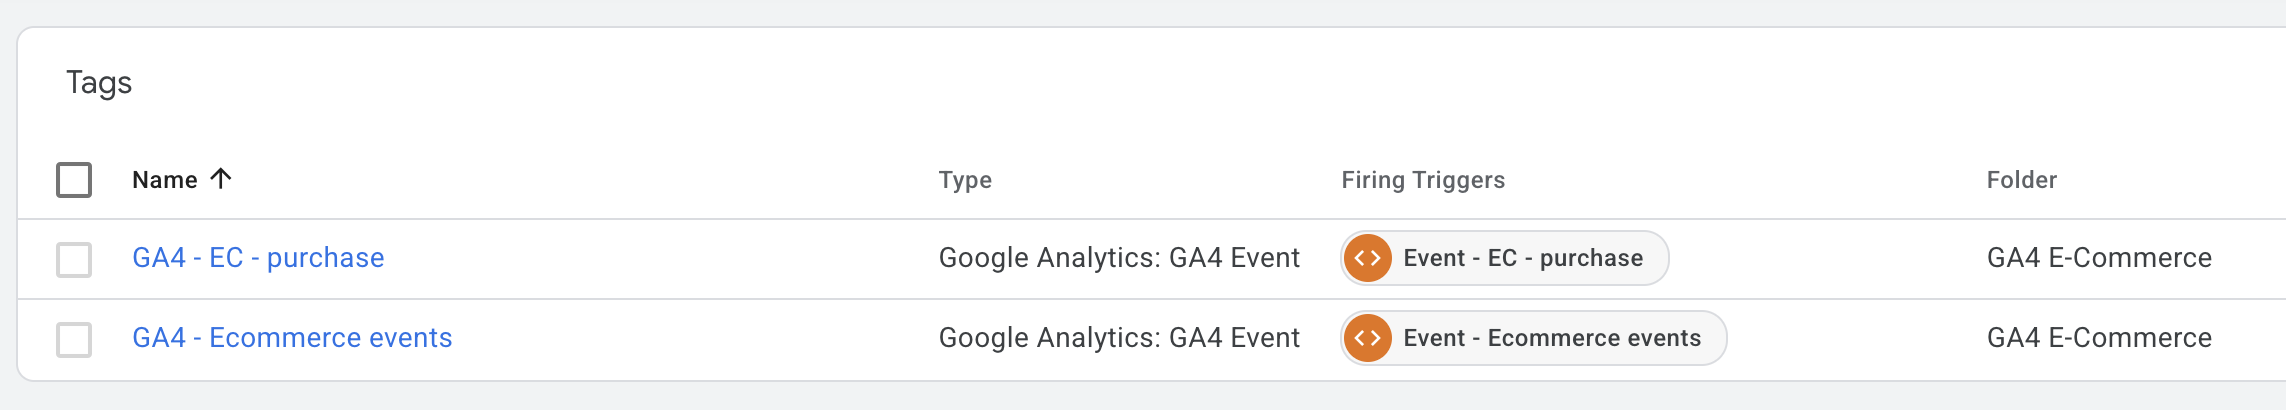 Tags
Name Type Firing Triggers Folder
GA4 - EC - purchase Google Analytics: GA4 Event Event - EC - purchase GA4 E-Commerce
GA4 - Ecommerce events Google Analytics: GA4 Event Event - Ecommerce events GA4 E-Commerce